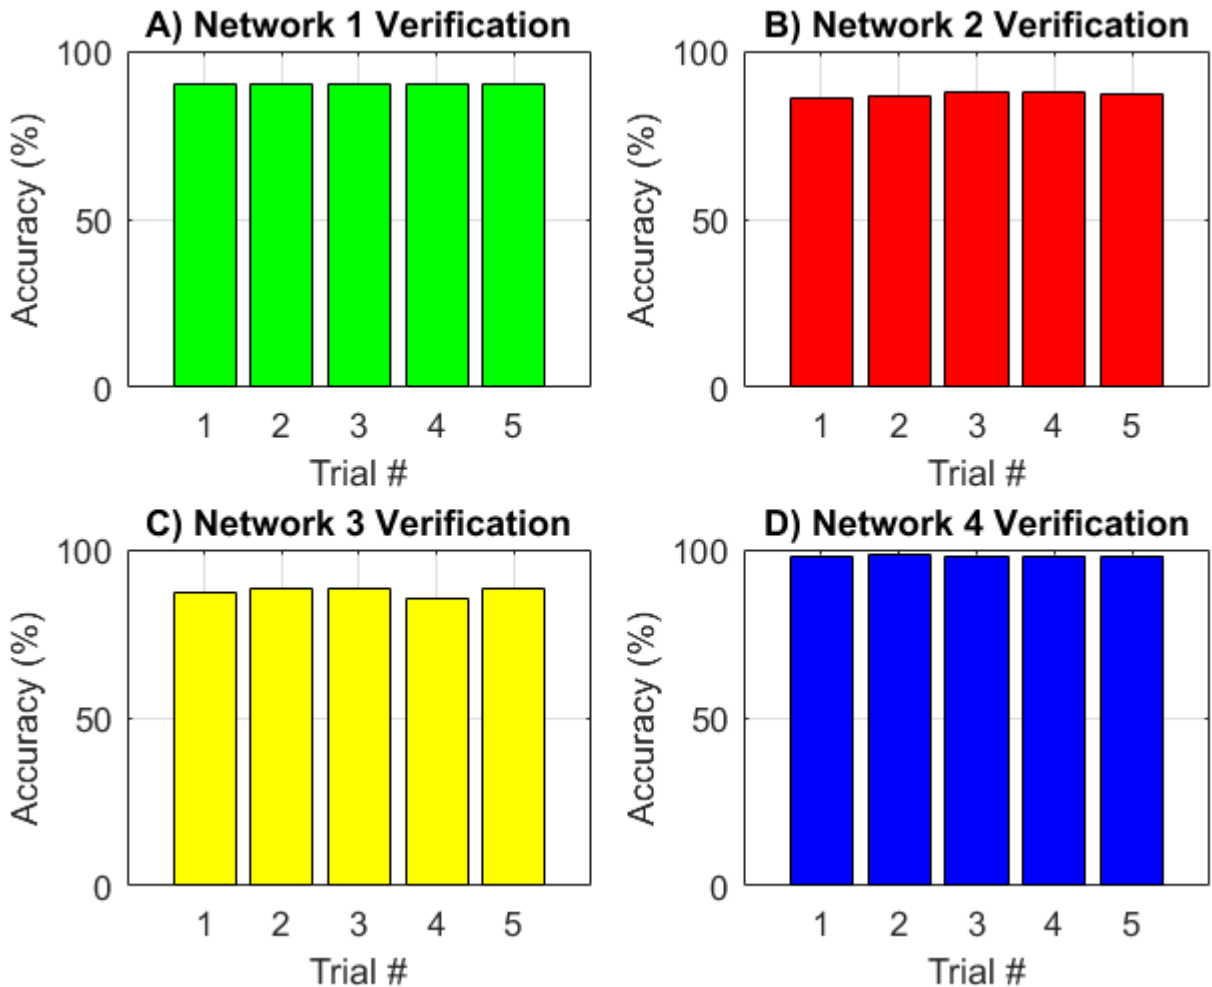 A) Network 1 Verification
100
50
0
Accuracy (%)
1 2 3 4 5
Trial #
B) Network 2 Verification
100
50
0
Accuracy (%)
1 2 3 4 5
Trial #
C) Network 3 Verification
100
50
0
Accuracy (%)
1 2 3 4 5
Trial #
D) Network 4 Verification
100
50
0
Accuracy (%)
1 2 3 4 5
Trial #